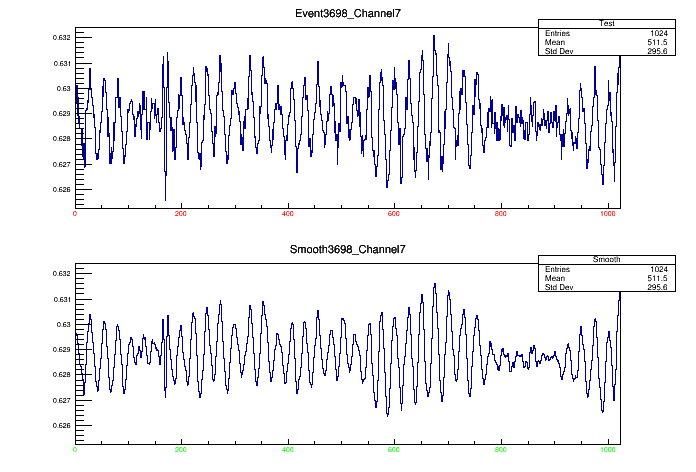 Event3698_Channel7
Test
Entries 1024
Mean 511.5
Std Dev 295.6
0.632
0.631
0.63
0.629
0.628
0.627
0.626
0 200 400 600 800 1000
Smooth3698_Channel7
Smooth
Entries 1024
Mean 511.5
Std Dev 295.6
0.632
0.631
0.63
0.629
0.628
0.627
0.626
0 200 400 600 800 1000